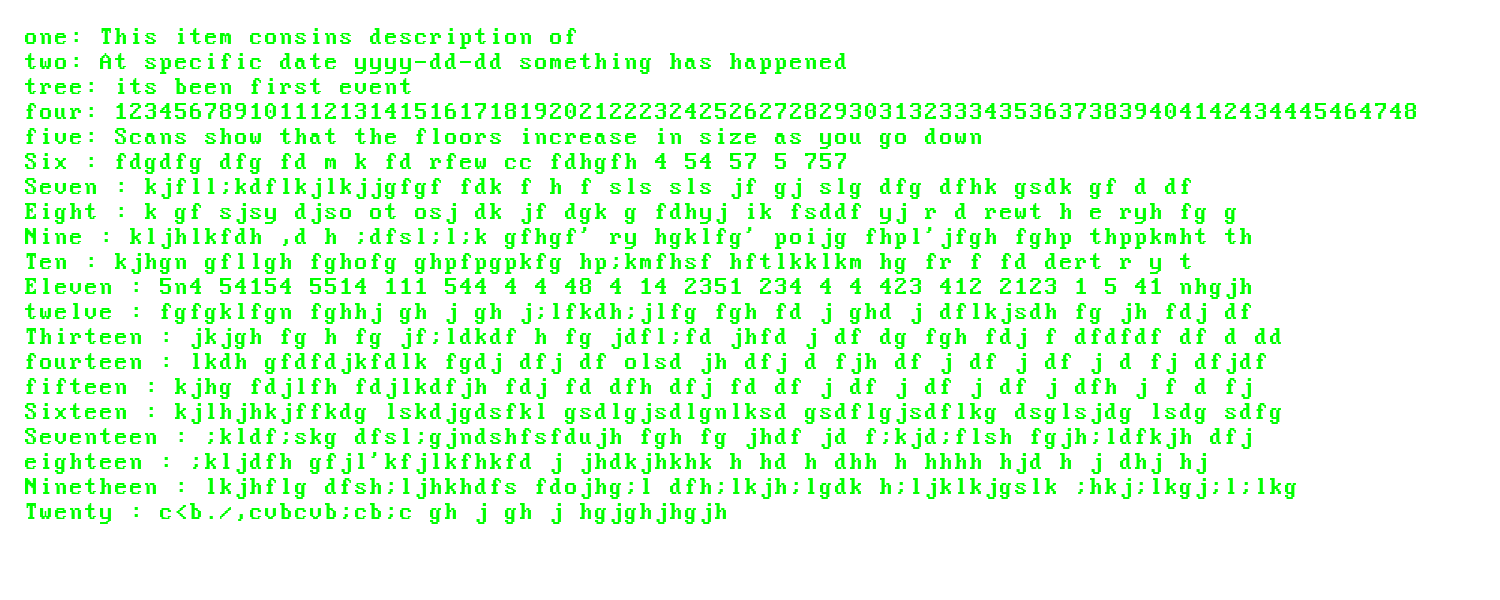 one: This item consins description of
two: At specific date yyyy-dd-dd something has happened
tree: its been first event
four: 123456789101112131415161718192021222324252627282930313233343536373839404142434445464748
five: Scans show that the floors increase in size as you go down
Six : fdgdfg dfg fd m k fd rfew cc fdhgfh 4 54 57 5 757
Seven : kjfll;kdflkjlkjjgfgf fdk f h f sls sls jf gj slg dfg dfhk gsdk gf d df
Eight : k gf sjsy djso ot osj dk jf dgk g fdhyj ik fsddf yj r d rewt h e ryh fg g
Nine : kljhlkfdh ,d h ;dfsl;l;k gfhgf' ry hgklfg' poijg fhpl'jfgh fghp thppkmht th
Ten : kjhgn gfllgh fghofg ghpfpgpkfg hp;kmfhsf hftlkklkm hg fr f fd dert r y t
Eleven : 5n4 54154 5514 111 544 4 4 48 4 14 2351 234 4 4 423 412 2123 1 5 41 nhgjh
twelve : fgfgklfgn fghhj gh j gh j;lfkdh;jlfg fgh fd j ghd j dflkjsdh fg jh fdj df
Thirteen : jkjgh fg h fg jf;ldkdf h fg jdfl;fd jhfd j df dg fgh fdj f dfdfdf df d dd
fourteen : lkdh gfdfdjkfdlk fgdj dfj df olsd jh dfj d fjh df j df j df j d fj dfjdf
fifteen : kjhg fdjlfh fdjlkdfjh fdj fd dfh dfj fd df j df j df j df j dfh j f d fj
Sixteen : kjlhjhkjffkdg lskdjgdsfkl gsdlgjsdlgnlksd gsdflgjsdflkg dsglsjdg lsdg sdfg
Seventeen : ;kldf;skg dfsl;gjndshfsfdujh fgh fg jhdf jd f;kjd;flsh fgjh;ldfkjh dfj
eighteen : ;kljdfh gfjl'kfjlkfhkfd j jhdkjhkhk h hd h dhh h hhhh hjd h j dhj hj
Ninetheen : lkjhflg dfsh;ljhkhdfs fdojhg;l dfh;lkjh;lgdk h;ljklkjgslk ;hkj;lkgj;l;lkg
Twenty : c<b./,cvbcvb;cb;c gh j gh j hgjghjhgjh